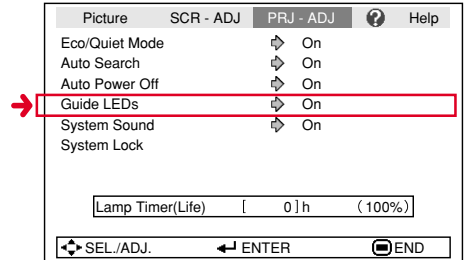 Picture SCR - ADJ PRJ - ADJ ? Help
Eco/Quiet Mode On
Auto Search On
Auto Power Off On
Guide LEDs On
System Sound On
System Lock
Lamp Timer(Life) [ 0 ] h (100%)
SEL./ADJ. ENTER END